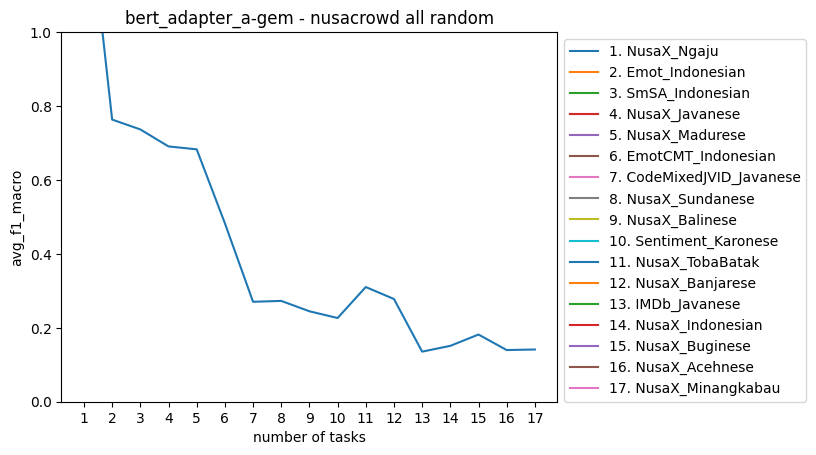 bert_adapter_a-gem - nusacrowd all random
avg_f1_macro
1.0
0.8
0.6
0.4
0.2
0.0
1 2 3 4 5 6 7 8 9 10 11 12 13 14 15 16 17
number of tasks
1. NusaX_Ngaju
2. Emot_Indonesian
3. SmSA_Indonesian
4. NusaX_Javanese
5. NusaX_Madurese
6. EmotCMT_Indonesian
7. CodeMixedJVID_Javanese
8. NusaX_Sundanese
9. NusaX_Balinese
10. Sentiment_Karonese
11. NusaX_TobaBatak
12. NusaX_Banjarese
13. IMDb_Javanese
14. NusaX_Indonesian
15. NusaX_Buginese
16. NusaX_Acehnese
17. NusaX_Minangkabau